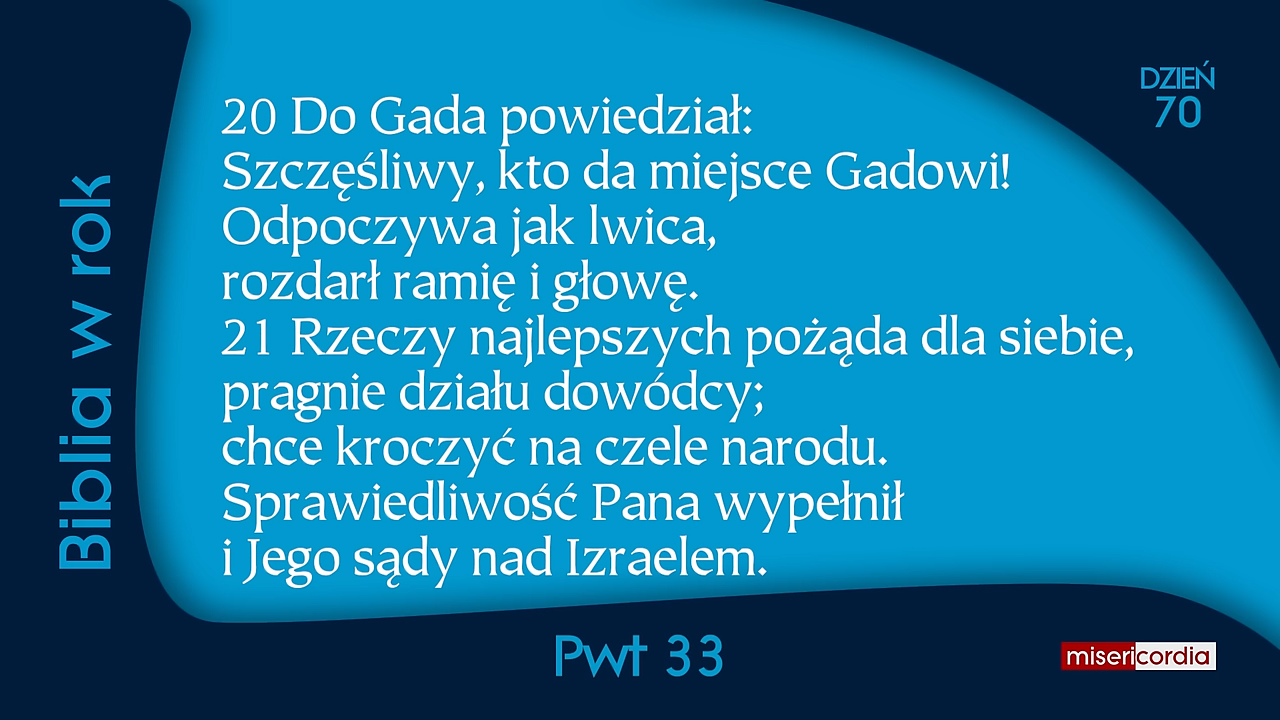 Biblia w rok
DZIEŃ
70
20 Do Gada powiedział:
Szczęśliwy, kto da miejsce Gadowi!
Odpoczywa jak lwica,
rozdarł ramię i głowę.
21 Rzeczy najlepszych pożąda dla siebie,
pragnie działu dowódcy;
chce kroczyć na czele narodu.
Sprawiedliwość Pana wypełnił
i Jego sądy nad Izraelem.
Pwt 33
misericordia